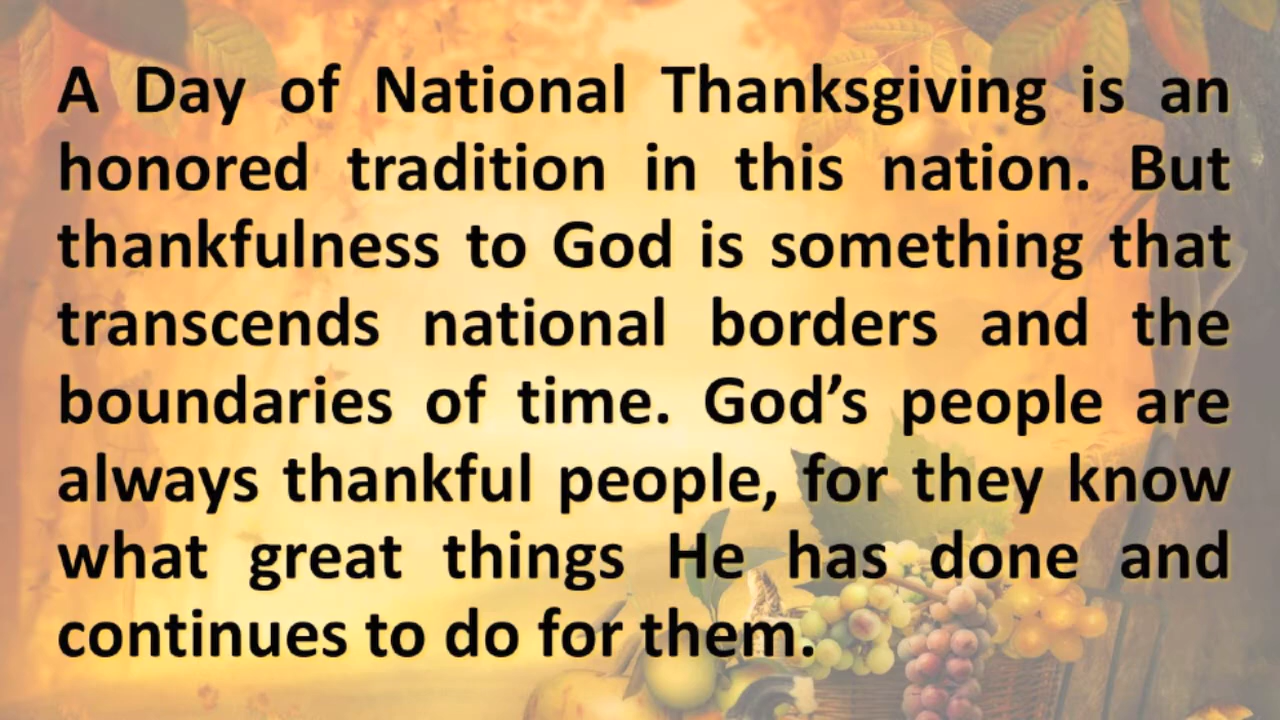 A Day of National Thanksgiving is an
honored tradition in this nation. But
thankfulness to God is something that
transcends national borders and the
boundaries of time. God’s people are
always thankful people, for they know
what great things He has done and
continues to do for them.